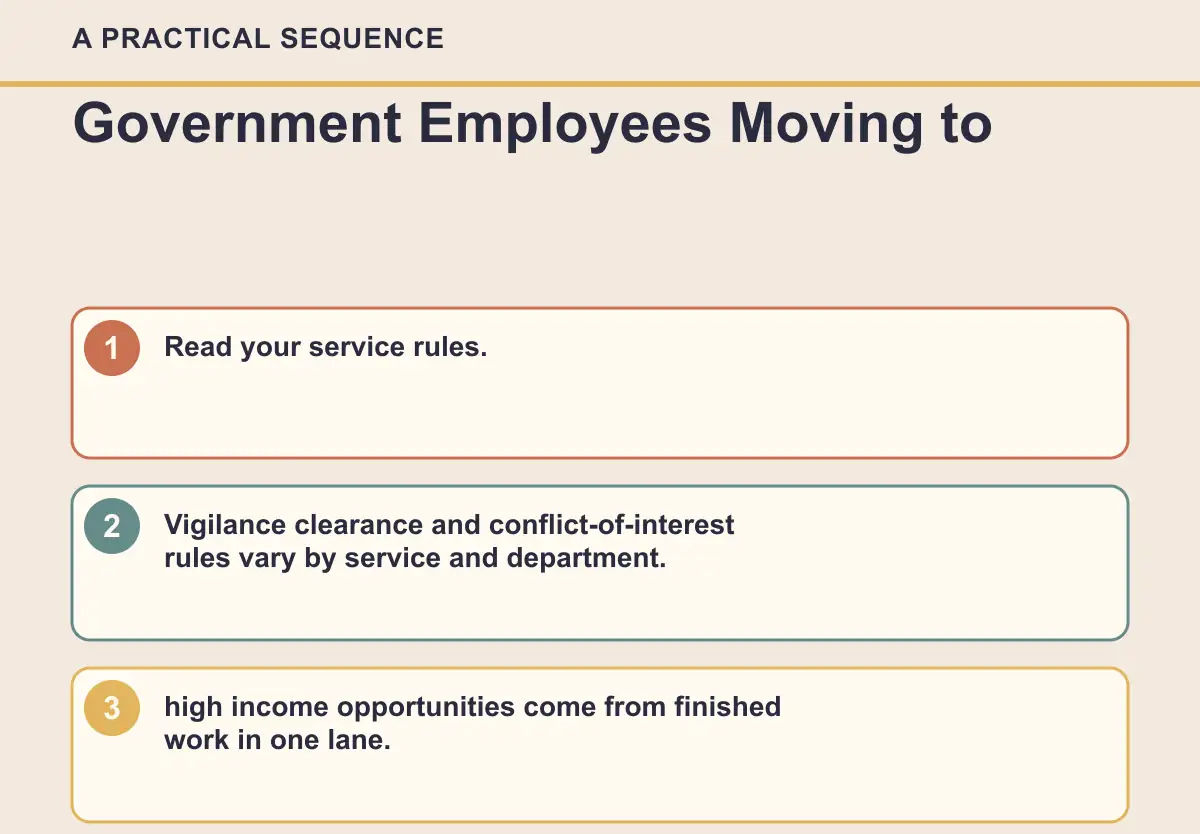 A PRACTICAL SEQUENCE
Government Employees Moving to
1
Read your service rules.
2
Vigilance clearance and conflict-of-interest
rules vary by service and department.
3
high income opportunities come from finished
work in one lane.